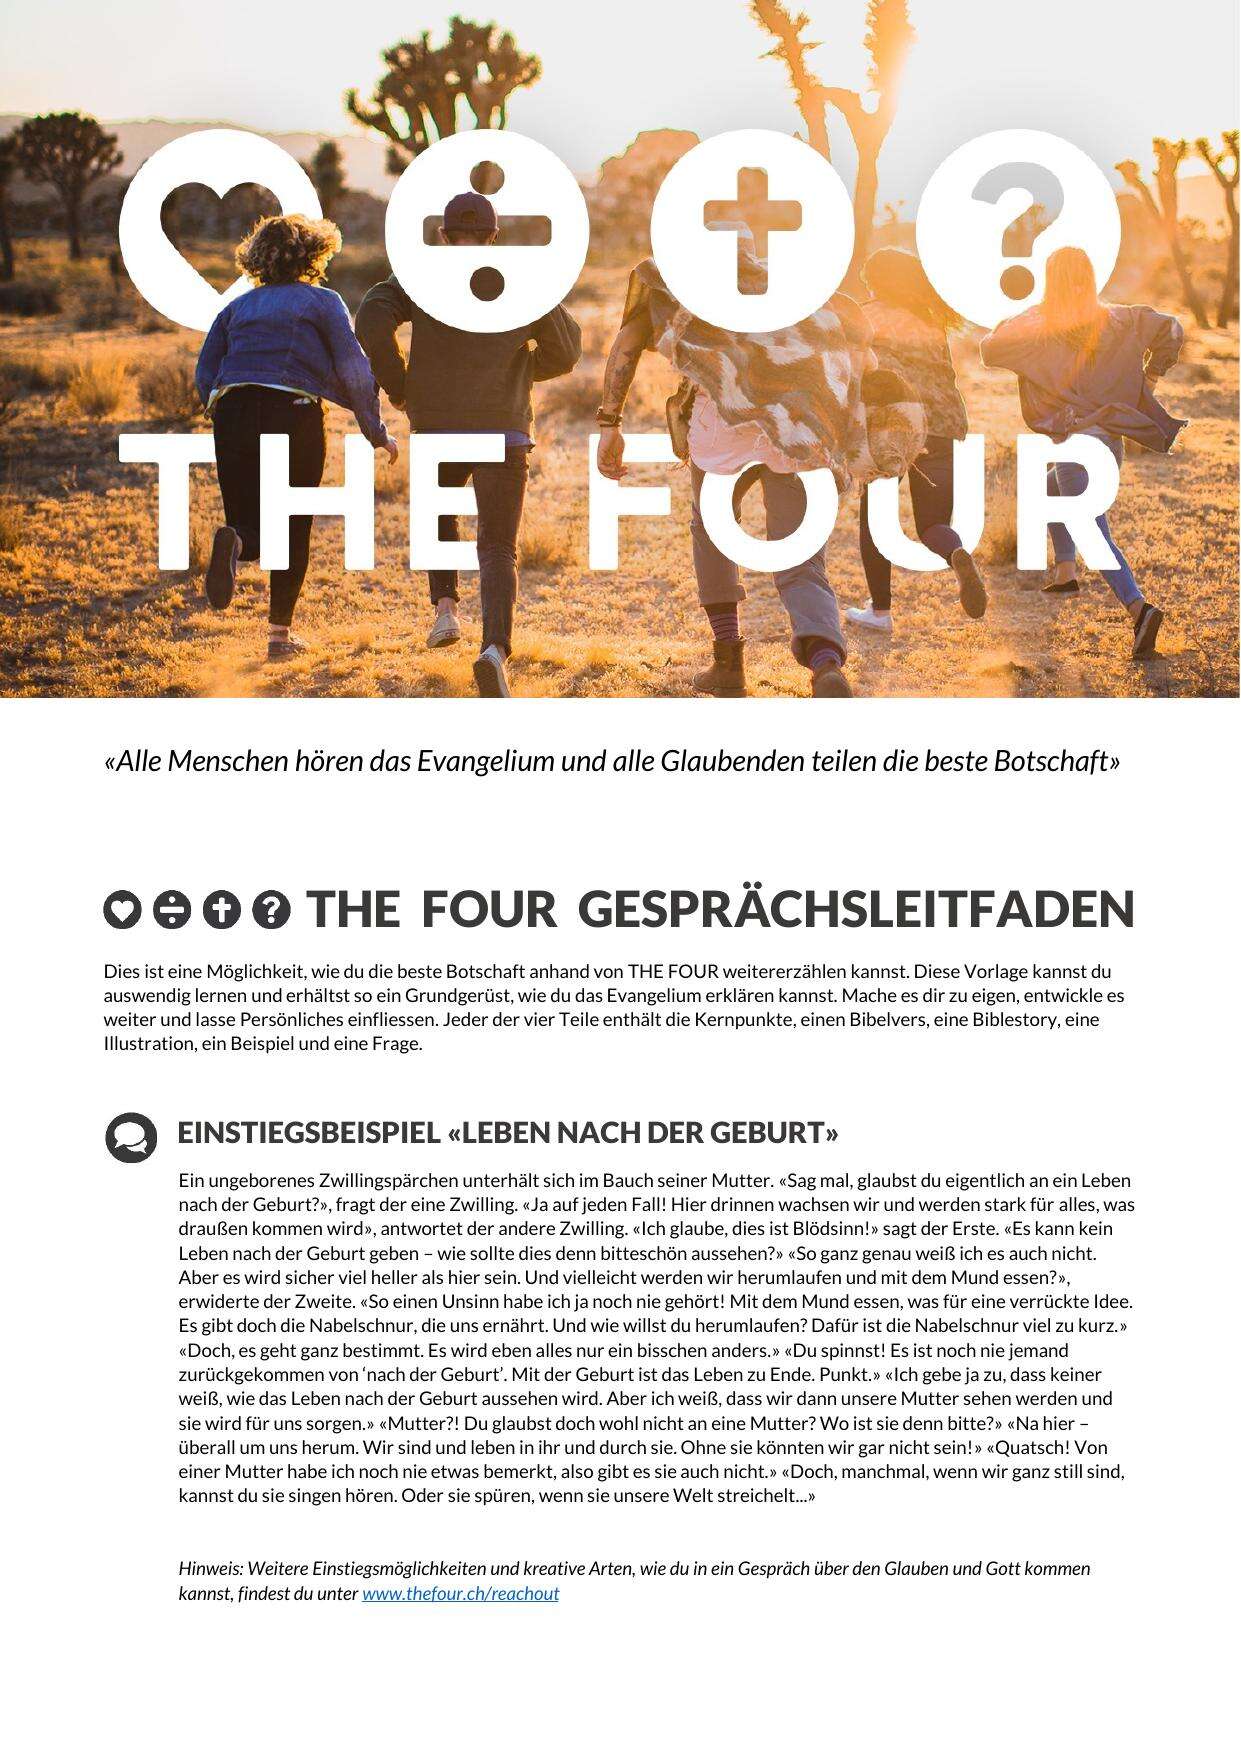 THE FOUR
«Alle Menschen hören das Evangelium und alle Glaubenden teilen die beste Botschaft»
THE FOUR GESPRÄCHSLEITFADEN
Dies ist eine Möglichkeit, wie du die beste Botschaft anhand von THE FOUR weitererzählen kannst. Diese Vorlage kannst du
auswendig lernen und erhältst so ein Grundgerüst, wie du das Evangelium erklären kannst. Mache es dir zu eigen, entwickle es
weiter und lasse Persönliches einfliessen. Jeder der vier Teile enthält die Kernpunkte, einen Bibelvers, eine Biblestory, eine
Illustration, ein Beispiel und eine Frage.
EINSTIEGSBEISPIEL «LEBEN NACH DER GEBURT»
Ein ungeborenes Zwillingspärchen unterhält sich im Bauch seiner Mutter. «Sag mal, glaubst du eigentlich an ein Leben
nach der Geburt?», fragt der eine Zwilling. «Ja auf jeden Fall! Hier drinnen wachsen wir und werden stark für alles, was
draußen kommen wird», antwortet der andere Zwilling. «Ich glaube, dies ist Blödsinn!» sagt der Erste. «Es kann kein
Leben nach der Geburt geben – wie sollte dies denn bitteschön aussehen?» «So ganz genau weiß ich es auch nicht.
Aber es wird sicher viel heller als hier sein. Und vielleicht werden wir herumlaufen und mit dem Mund essen?»,
erwiderte der Zweite. «So einen Unsinn habe ich ja noch nie gehört! Mit dem Mund essen, was für eine verrückte Idee.
Es gibt doch die Nabelschnur, die uns ernährt. Und wie willst du herumlaufen? Dafür ist die Nabelschnur viel zu kurz.»
«Doch, es geht ganz bestimmt. Es wird eben alles nur ein bisschen anders.» «Du spinnst! Es ist noch nie jemand
zurückgekommen von ‘nach der Geburt’. Mit der Geburt ist das Leben zu Ende. Punkt.» «Ich gebe ja zu, dass keiner
weiß, wie das Leben nach der Geburt aussehen wird. Aber ich weiß, dass wir dann unsere Mutter sehen werden und
sie wird für uns sorgen.» «Mutter?! Du glaubst doch wohl nicht an eine Mutter? Wo ist sie denn bitte?» «Na hier –
überall um uns herum. Wir sind und leben in ihr und durch sie. Ohne sie könnten wir gar nicht sein!» «Quatsch! Von
einer Mutter habe ich noch nie etwas bemerkt, also gibt es sie auch nicht.» «Doch, manchmal, wenn wir ganz still sind,
kannst du sie singen hören. Oder sie spüren, wenn sie unsere Welt streichelt...»
Hinweis: Weitere Einstiegsmöglichkeiten und kreative Arten, wie du in ein Gespräch über den Glauben und Gott kommen
kannst, findest du unter www.thefour.ch/reachout